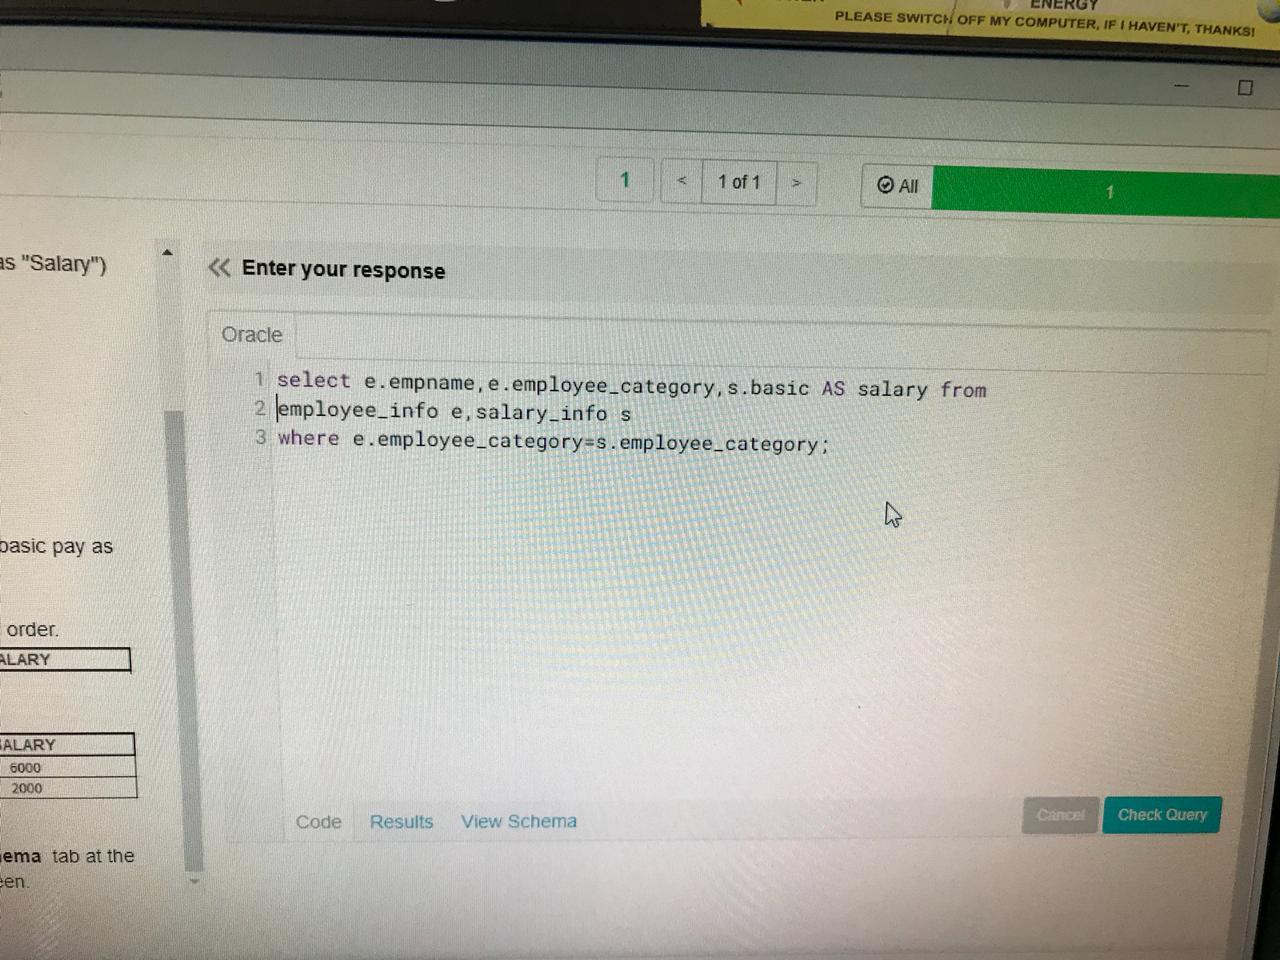 ENERGY
PLEASE SWITCH OFF MY COMPUTER, IF I HAVEN'T, THANKS!
1 < 1 of 1 > All 1
as "Salary")
basic pay as
order.
ALARY
SALARY
6000
2000
ema tab at the
en.
Enter your response
Oracle
1 select e.empname,e.employee_category,s.basic AS salary from
2 employee_info e,salary_info s
3 where e.employee_category=s.employee_category;
Code Results View Schema Cancel Check Query